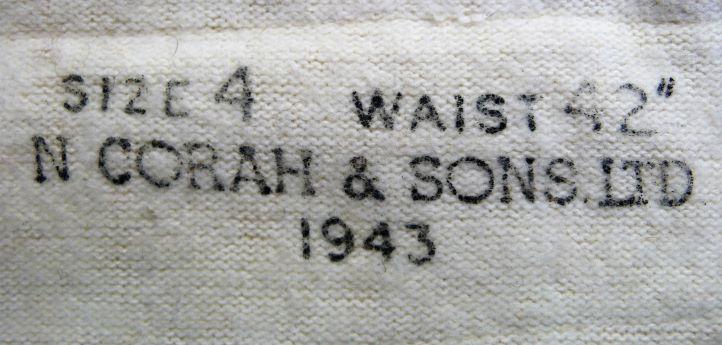 SIZE 4 WAIST 42"
N CORAH & SONS. LTD
1943